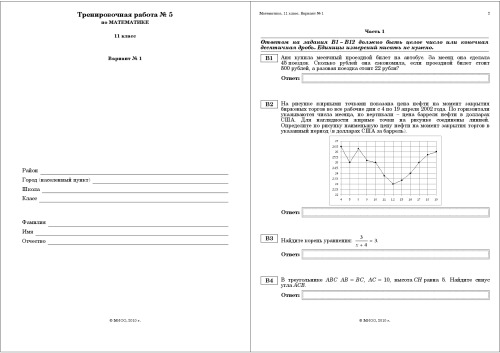 Тренировочная работа № 5
по МАТЕМАТИКЕ
11 класс
Вариант № 1
Район
Город (населенный пункт)
Школа
Класс
Фамилия
Имя
Отчество
© МИОО, 2010 г.
Математика. 11 класс. Вариант № 1
2
Часть 1
Ответом на задания B1–B12 должно быть целое число или конечная
десятичная дробь. Единицы измерений писать не нужно.
B1
Аня купила месячный проездной билет на автобус. За месяц она сделала
45 поездок. Сколько рублей она сэкономила, если проездной билет стоит
800 рублей, а разовая поездка стоит 22 рубля?
Ответ:
B2
На рисунке жирными точками показана цена нефти на момент закрытия
биржевых торгов во все рабочие дни с 4 по 19 апреля 2002 года. По горизонтали
указываются числа месяца, по вертикали – цена барреля нефти в долларах
США. Для наглядности жирные точки на рисунке соединены линией.
Определите по рисунку наименьшую цену нефти на момент закрытия торгов в
указанный период (в долларах США за баррель).
Ответ:
B3
Найдите корень уравнения: 3/(x + 4) = 3.
Ответ:
B4
В треугольнике ABC AB = BC, AC = 10, высота CH равна 8. Найдите синус
угла ACB.
Ответ:
© МИОО, 2010 г.